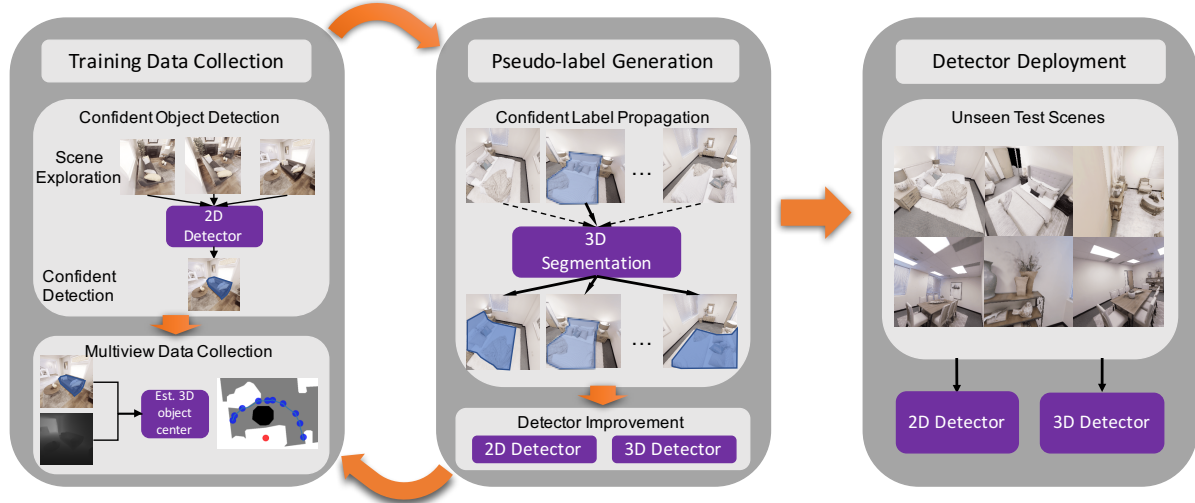 Training Data Collection
Confident Object Detection
Scene
Exploration
2D
Detector
Confident
Detection
Multiview Data Collection
Est. 3D
object
center
Pseudo-label Generation
Confident Label Propagation
...
3D
Segmentation
...
Detector Improvement
2D Detector
3D Detector
Detector Deployment
Unseen Test Scenes
2D Detector
3D Detector